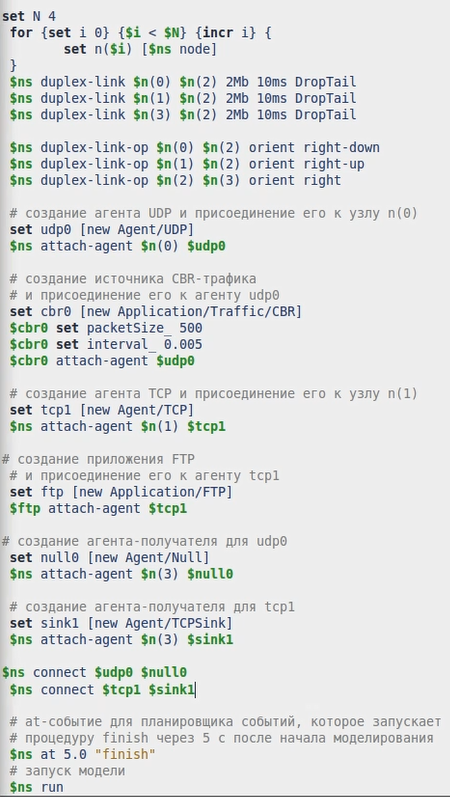 set N 4
for {set i 0} {$i < $N} {incr i} {
set n($i) [$ns node]
}
$ns duplex-link $n(0) $n(2) 2Mb 10ms DropTail
$ns duplex-link $n(1) $n(2) 2Mb 10ms DropTail
$ns duplex-link $n(3) $n(2) 2Mb 10ms DropTail
$ns duplex-link-op $n(0) $n(2) orient right-down
$ns duplex-link-op $n(1) $n(2) orient right-up
$ns duplex-link-op $n(2) $n(3) orient right
# создание агента UDP и присоединение его к узлу n(0)
set udp0 [new Agent/UDP]
$ns attach-agent $n(0) $udp0
# создание источника CBR-трафика
# и присоединение его к агенту udp0
set cbr0 [new Application/Traffic/CBR]
$cbr0 set packetSize_ 500
$cbr0 set interval_ 0.005
$cbr0 attach-agent $udp0
# создание агента TCP и присоединение его к узлу n(1)
set tcp1 [new Agent/TCP]
$ns attach-agent $n(1) $tcp1
# создание приложения FTP
# и присоединение его к агенту tcp1
set ftp [new Application/FTP]
$ftp attach-agent $tcp1
# создание агента-получателя для udp0
set null0 [new Agent/Null]
$ns attach-agent $n(3) $null0
# создание агента-получателя для tcp1
set sink1 [new Agent/TCPSink]
$ns attach-agent $n(3) $sink1
$ns connect $udp0 $null0
$ns connect $tcp1 $sink1
# at-событие для планировщика событий, которое запускает
# процедуру finish через 5 с после начала моделирования
$ns at 5.0 "finish"
# запуск модели
$ns run